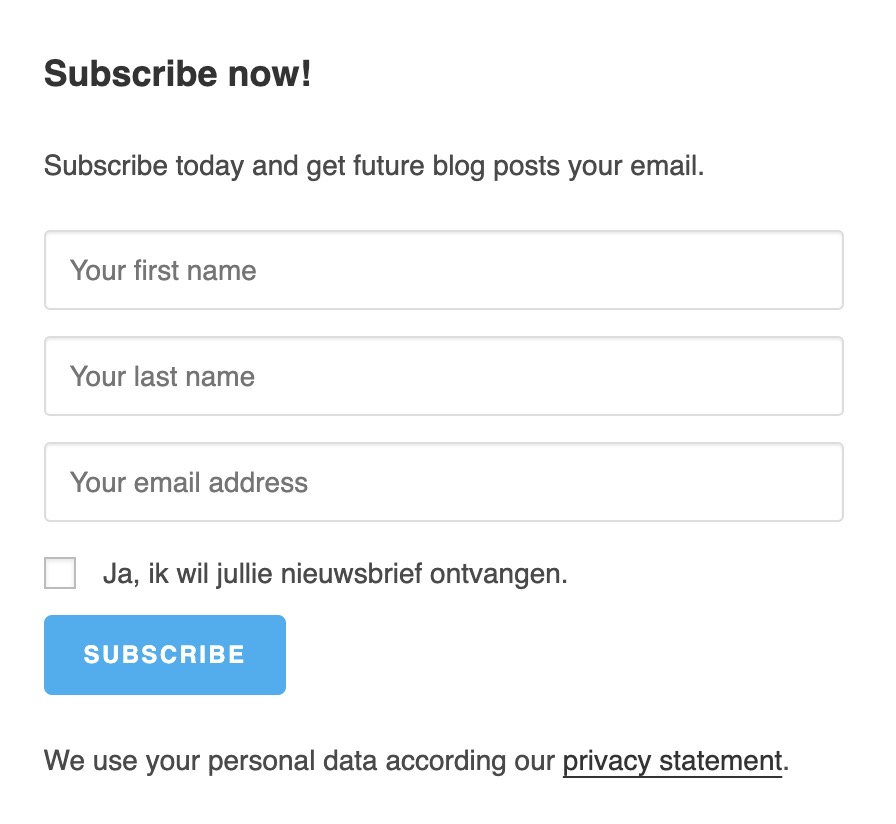 Subscribe now!
Subscribe today and get future blog posts your email.
Your first name
Your last name
Your email address
Ja, ik wil jullie nieuwsbrief ontvangen.
SUBSCRIBE
We use your personal data according our privacy statement.